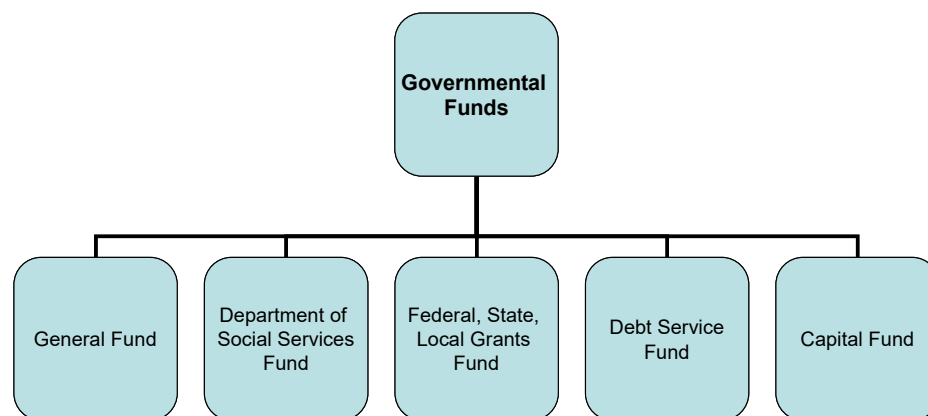 Governmental
Funds
General Fund
Department of
Social Services
Fund
Federal, State,
Local Grants
Fund
Debt Service
Fund
Capital Fund